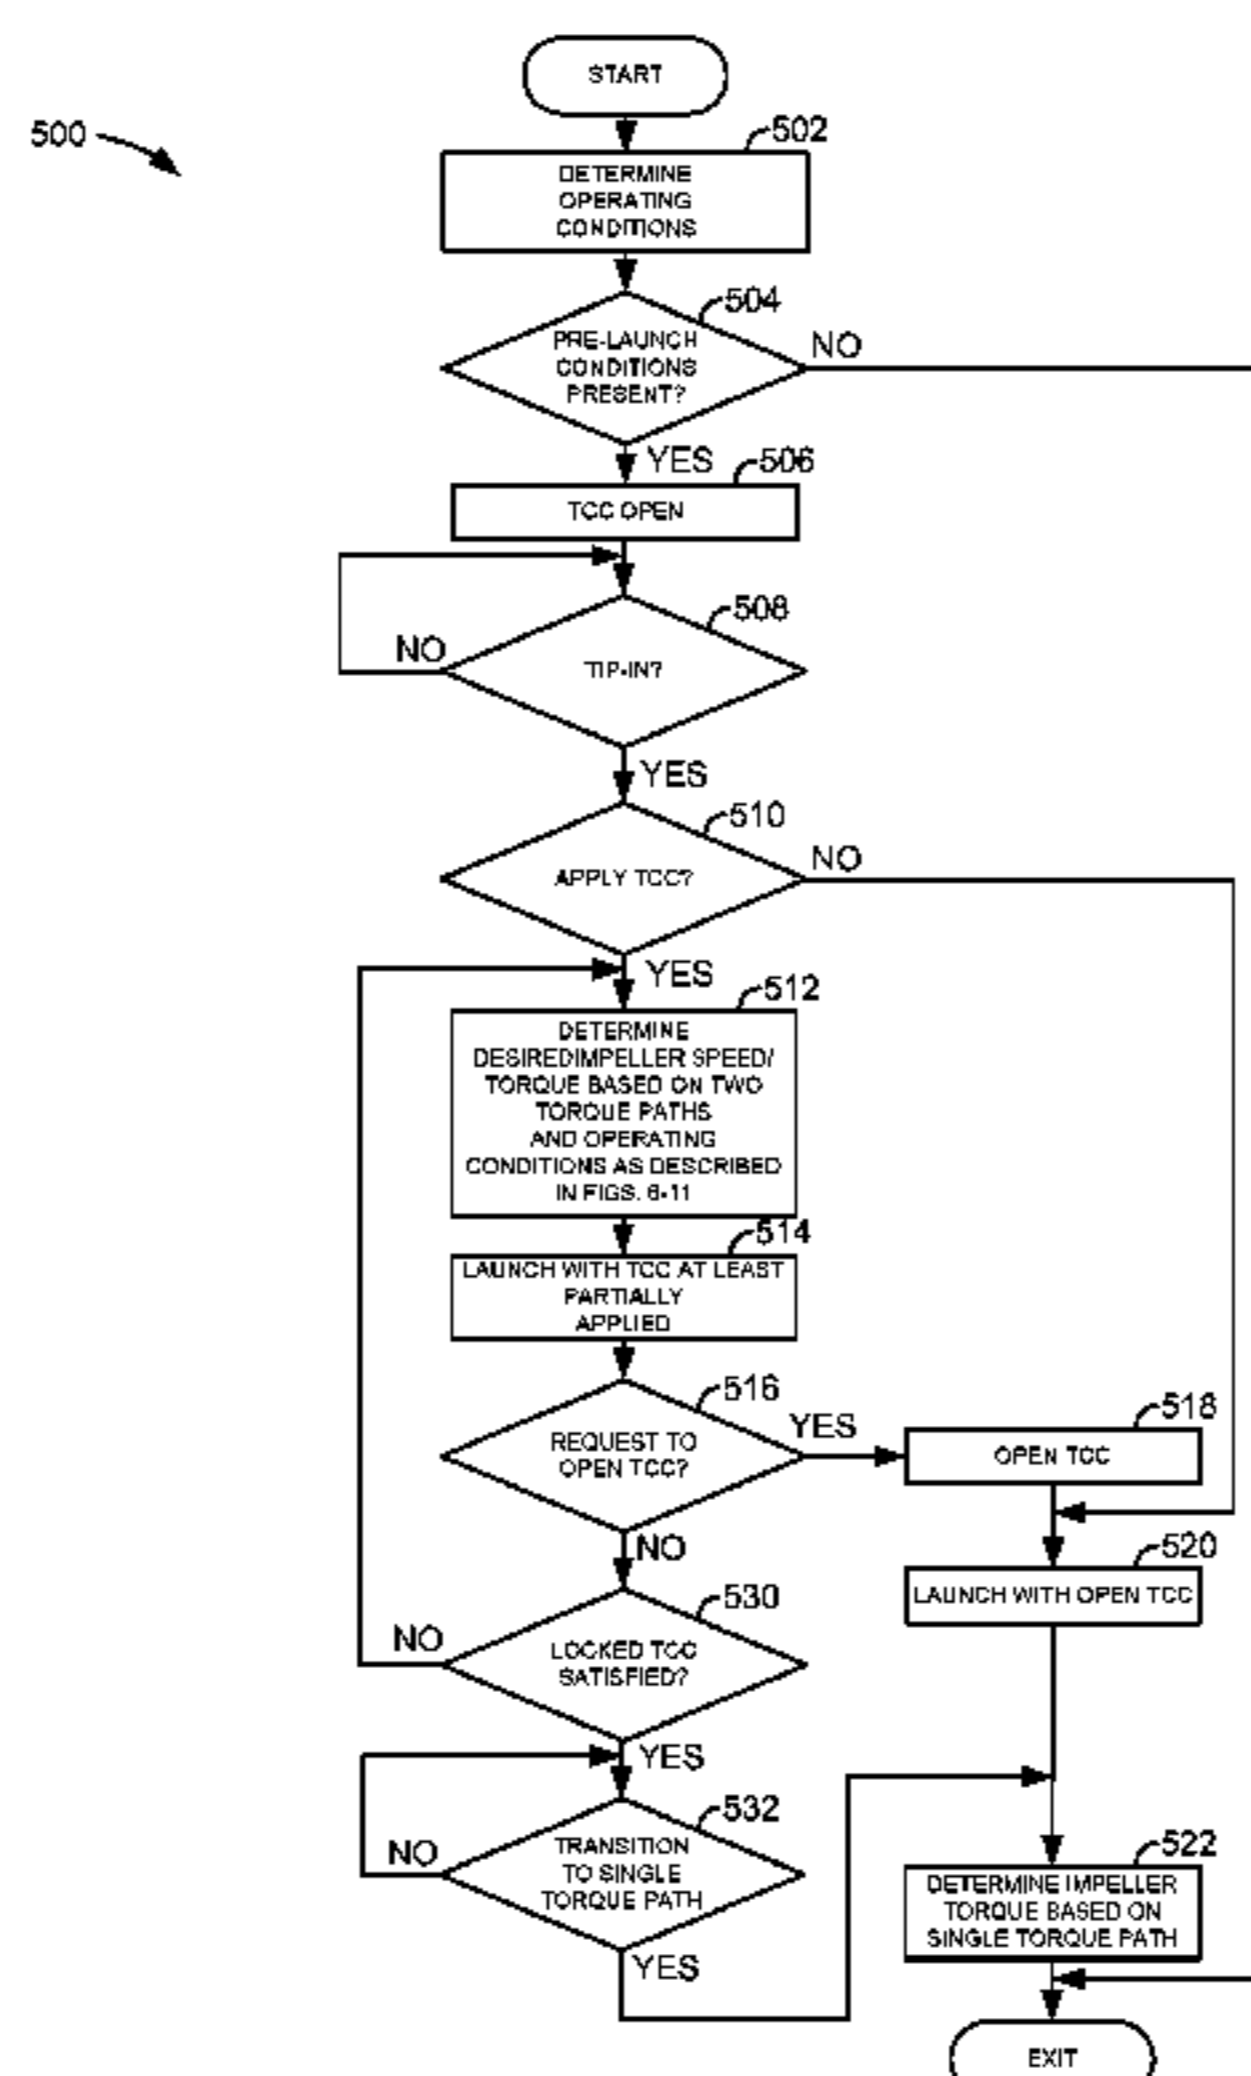 START
500
502
DETERMINE
OPERATING
CONDITIONS
504
PRE-LAUNCH
CONDITIONS
PRESENT?
NO
YES
506
TCC OPEN
508
TIP-IN?
NO
YES
510
APPLY TCC?
NO
YES
512
DETERMINE
DESIREDIMPELLER SPEED/
TORQUE BASED ON TWO
TORQUE PATHS
AND OPERATING
CONDITIONS AS DESCRIBED
IN FIGS. 6-11
514
LAUNCH WITH TCC AT LEAST
PARTIALLY
APPLIED
516
REQUEST TO
OPEN TCC?
YES
NO
518
OPEN TCC
520
LAUNCH WITH OPEN TCC
530
LOCKED TCC
SATISFIED?
NO
YES
532
TRANSITION
TO SINGLE
TORQUE PATH
NO
YES
522
DETERMINE IMPELLER
TORQUE BASED ON
SINGLE TORQUE PATH
EXIT